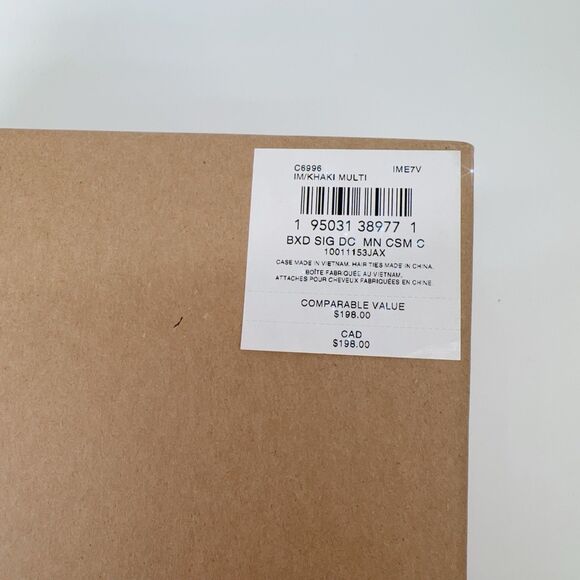 C6996 IME7V
IM/KHAKI MULTI
1 95031 38977 1
BXD SIG DC MN CSM C
10011153JAX
CASE MADE IN VIETNAM. HAIR TIES MADE IN CHINA.
BOÎTE FABRIQUÉE AU VIETNAM,
ATTACHES POUR CHEVEUX FABRIQUÉES EN CHINE.
COMPARABLE VALUE
$198.00
CAD
$198.00